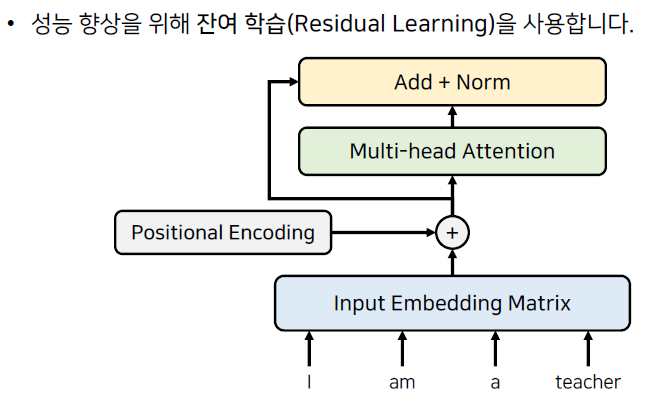 • 성능 향상을 위해 잔여 학습(Residual Learning)을 사용합니다.
Add + Norm
Multi-head Attention
Positional Encoding
+
Input Embedding Matrix
I am a teacher